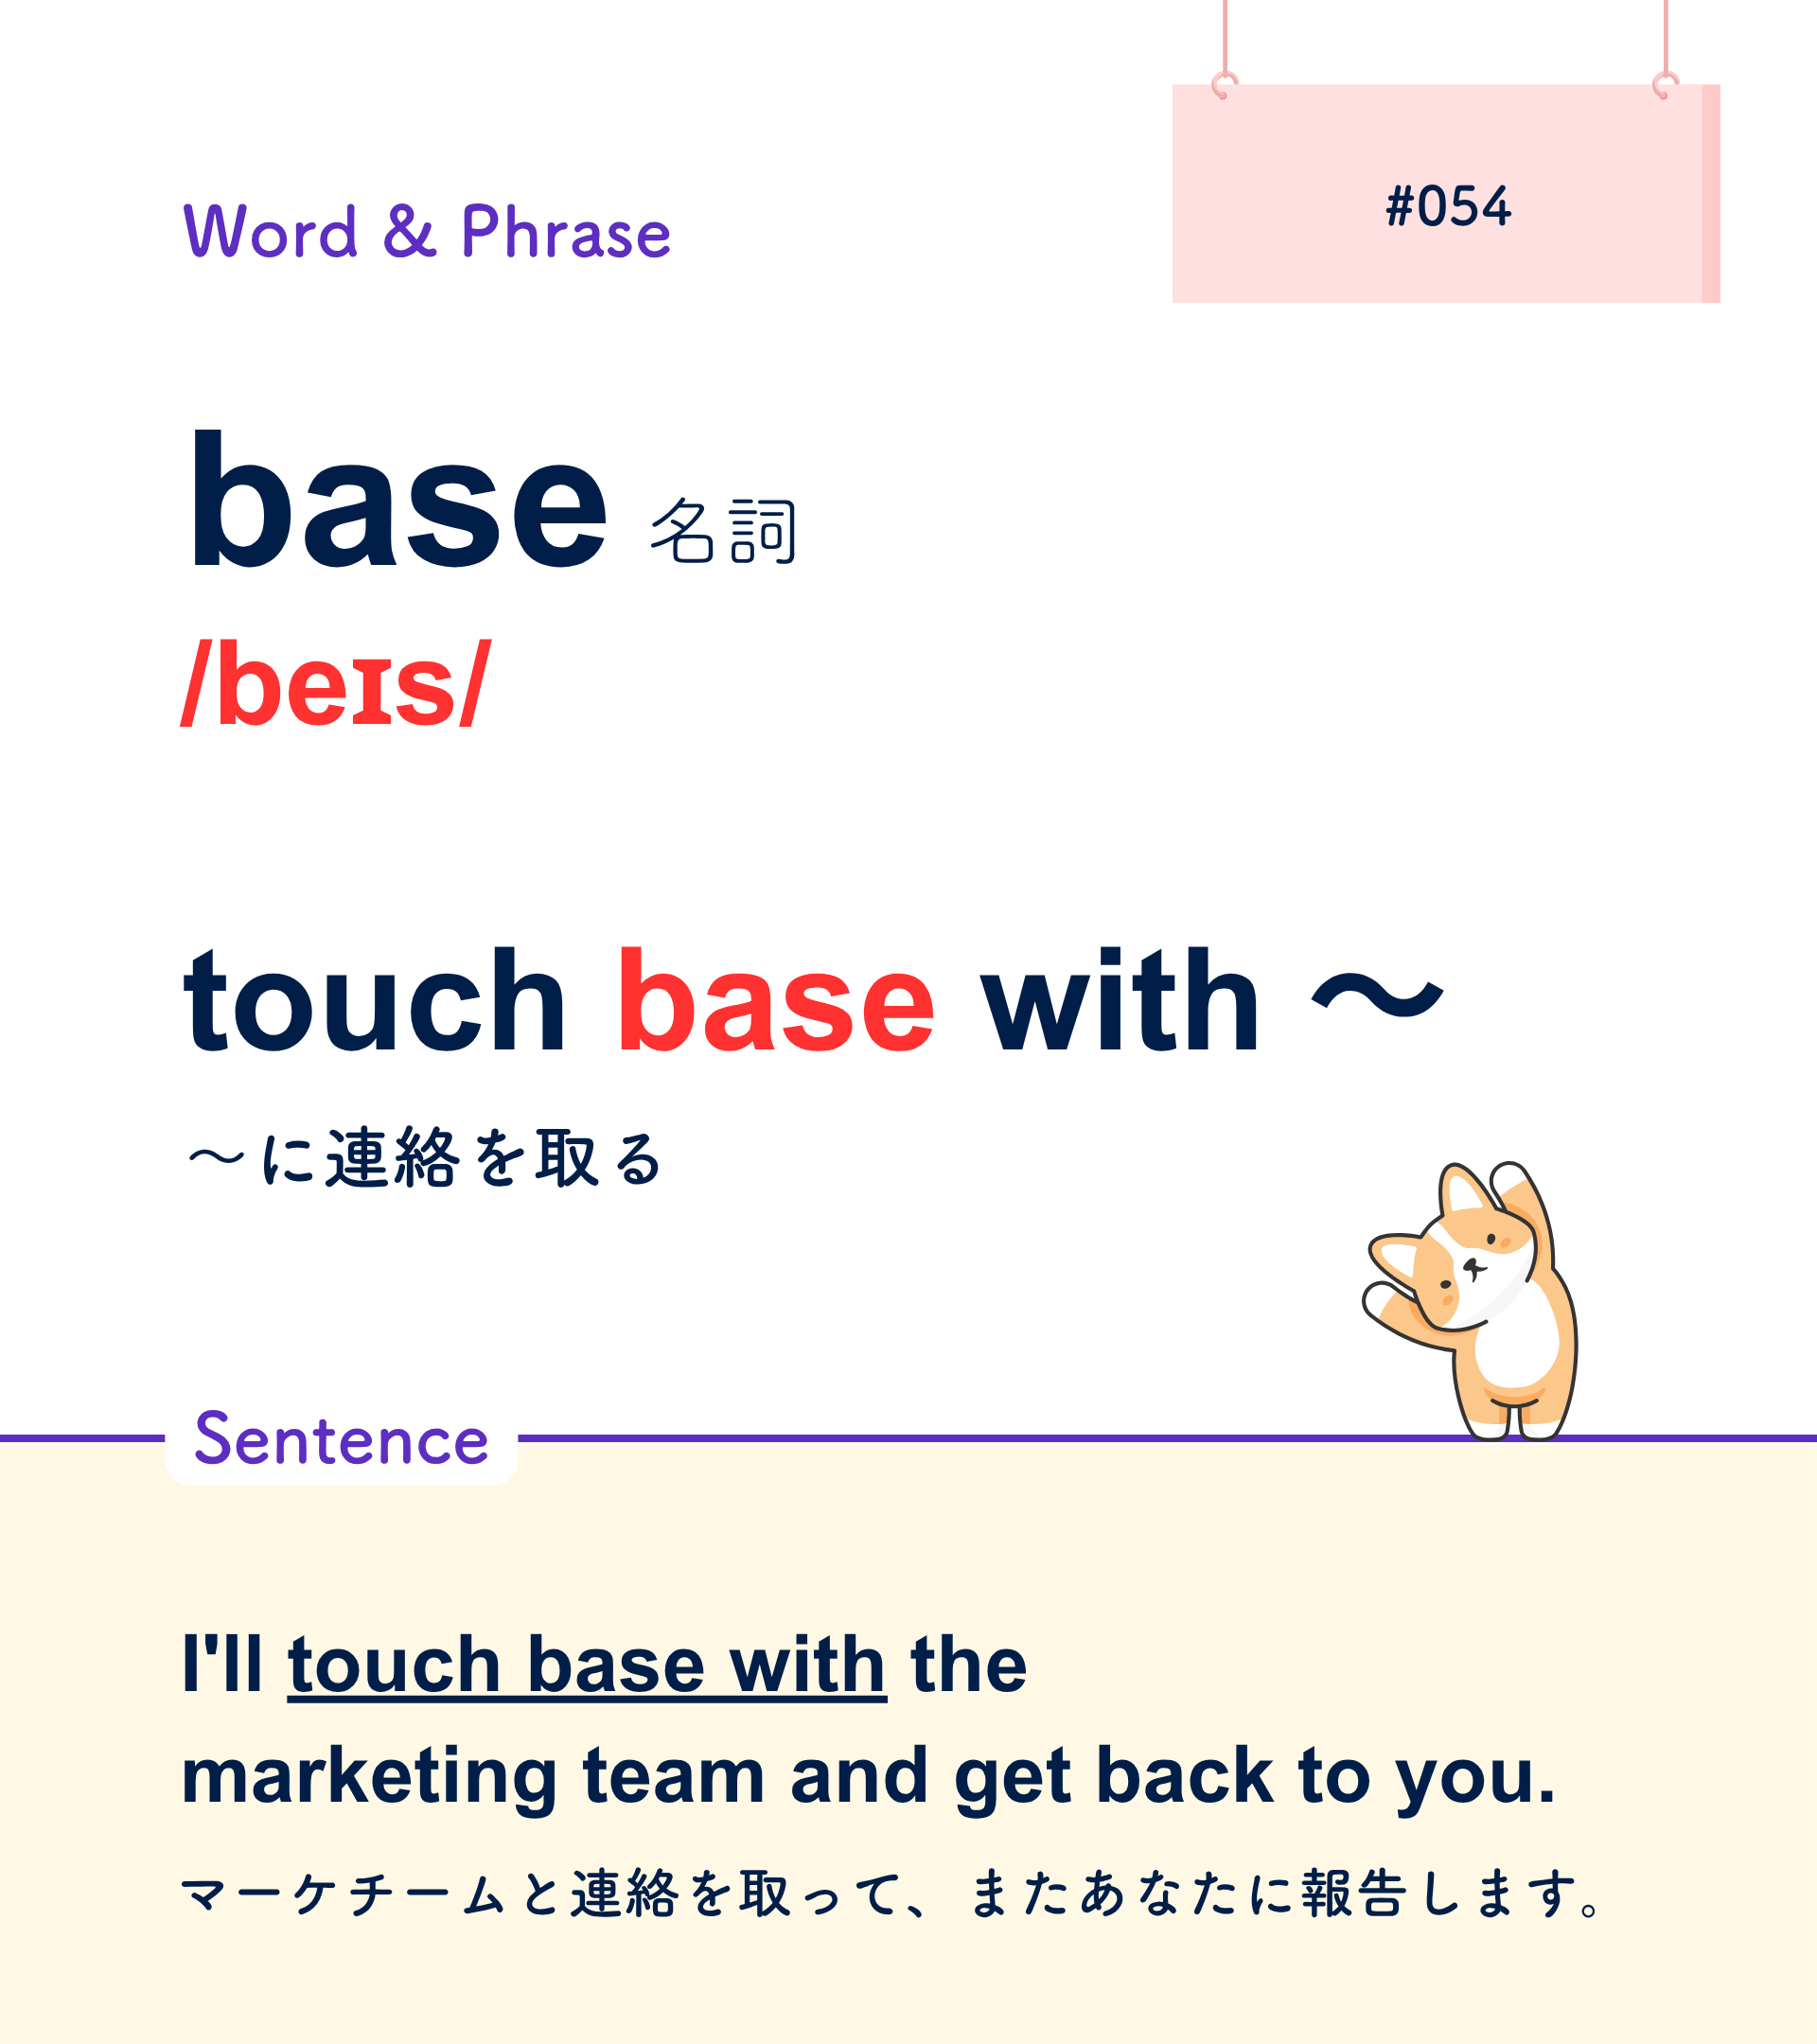 #054
Word & Phrase
base 名詞
/beɪs/
touch base with ～
～に連絡を取る
Sentence
I'll touch base with the
marketing team and get back to you.
マーケチームと連絡を取って、またあなたに報告します。